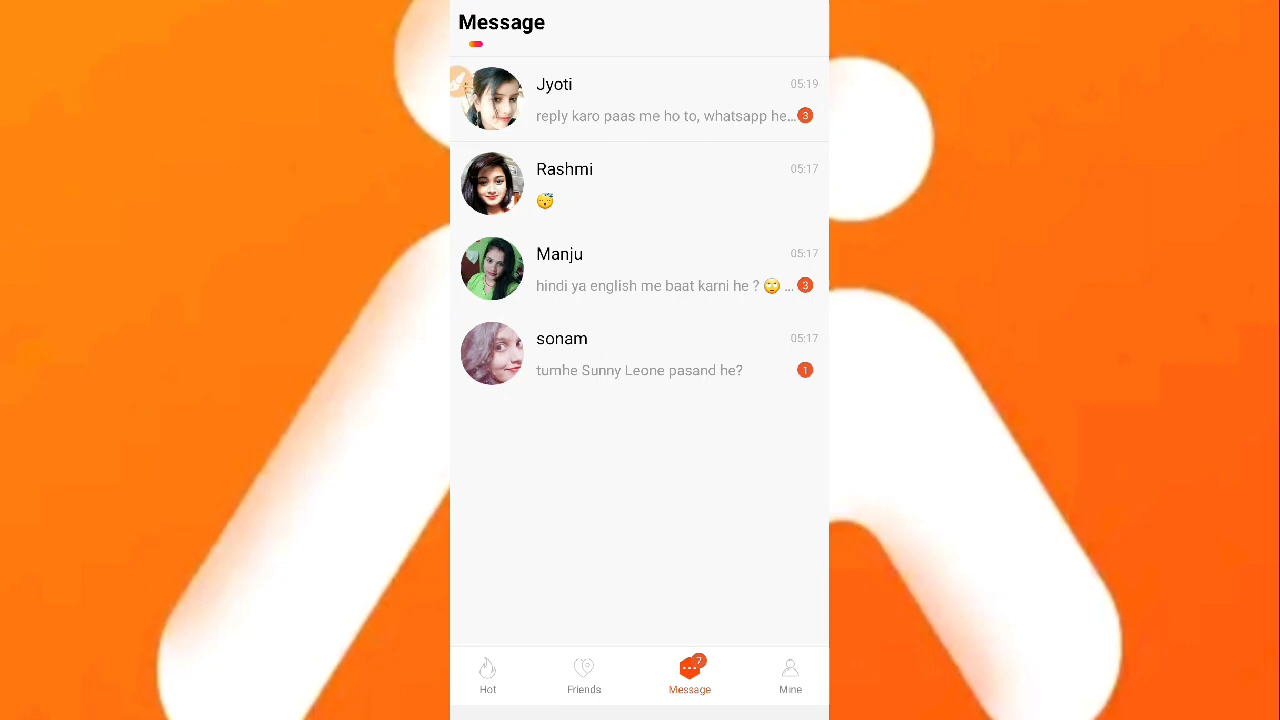 Message
Jyoti 05:19
reply karo paas me ho to, whatsapp he... 3
Rashmi 05:17
😴
Manju 05:17
hindi ya english me baat karni he ? 🙄 ... 3
sonam 05:17
tumhe Sunny Leone pasand he? 1
7
Hot Friends Message Mine